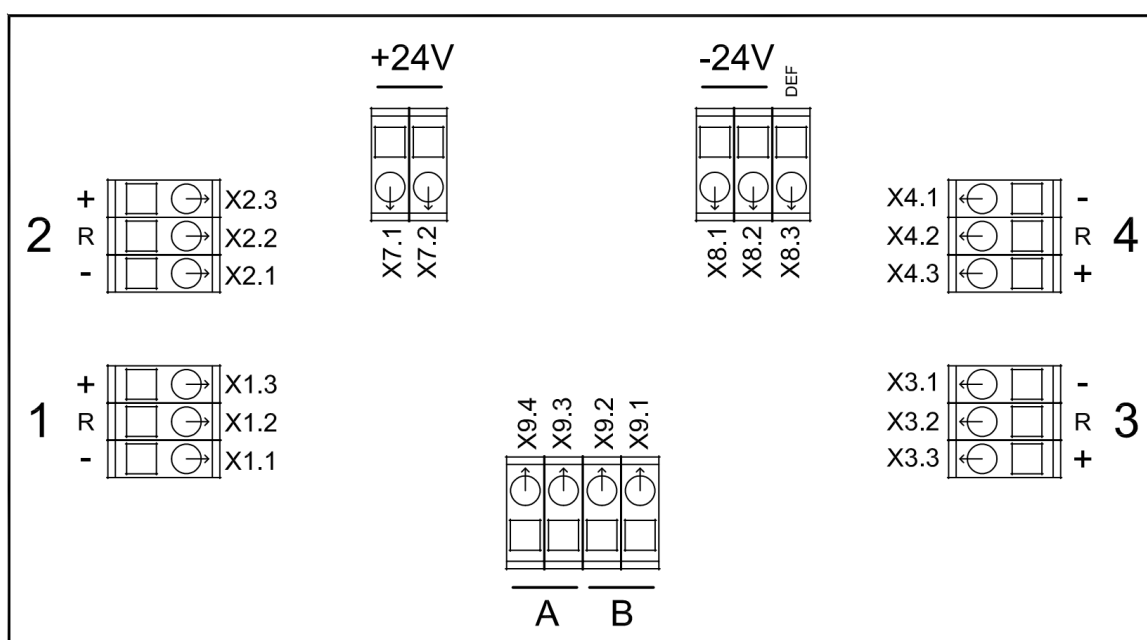 +24V
-24V
DEF
X7.1
X7.2
X8.1
X8.2
X8.3
2
+
X2.3
R
X2.2
-
X2.1
X4.1
-
X4.2
R
X4.3
+
4
1
+
X1.3
R
X1.2
-
X1.1
X3.1
-
X3.2
R
X3.3
+
3
X9.4
X9.3
X9.2
X9.1
A
B